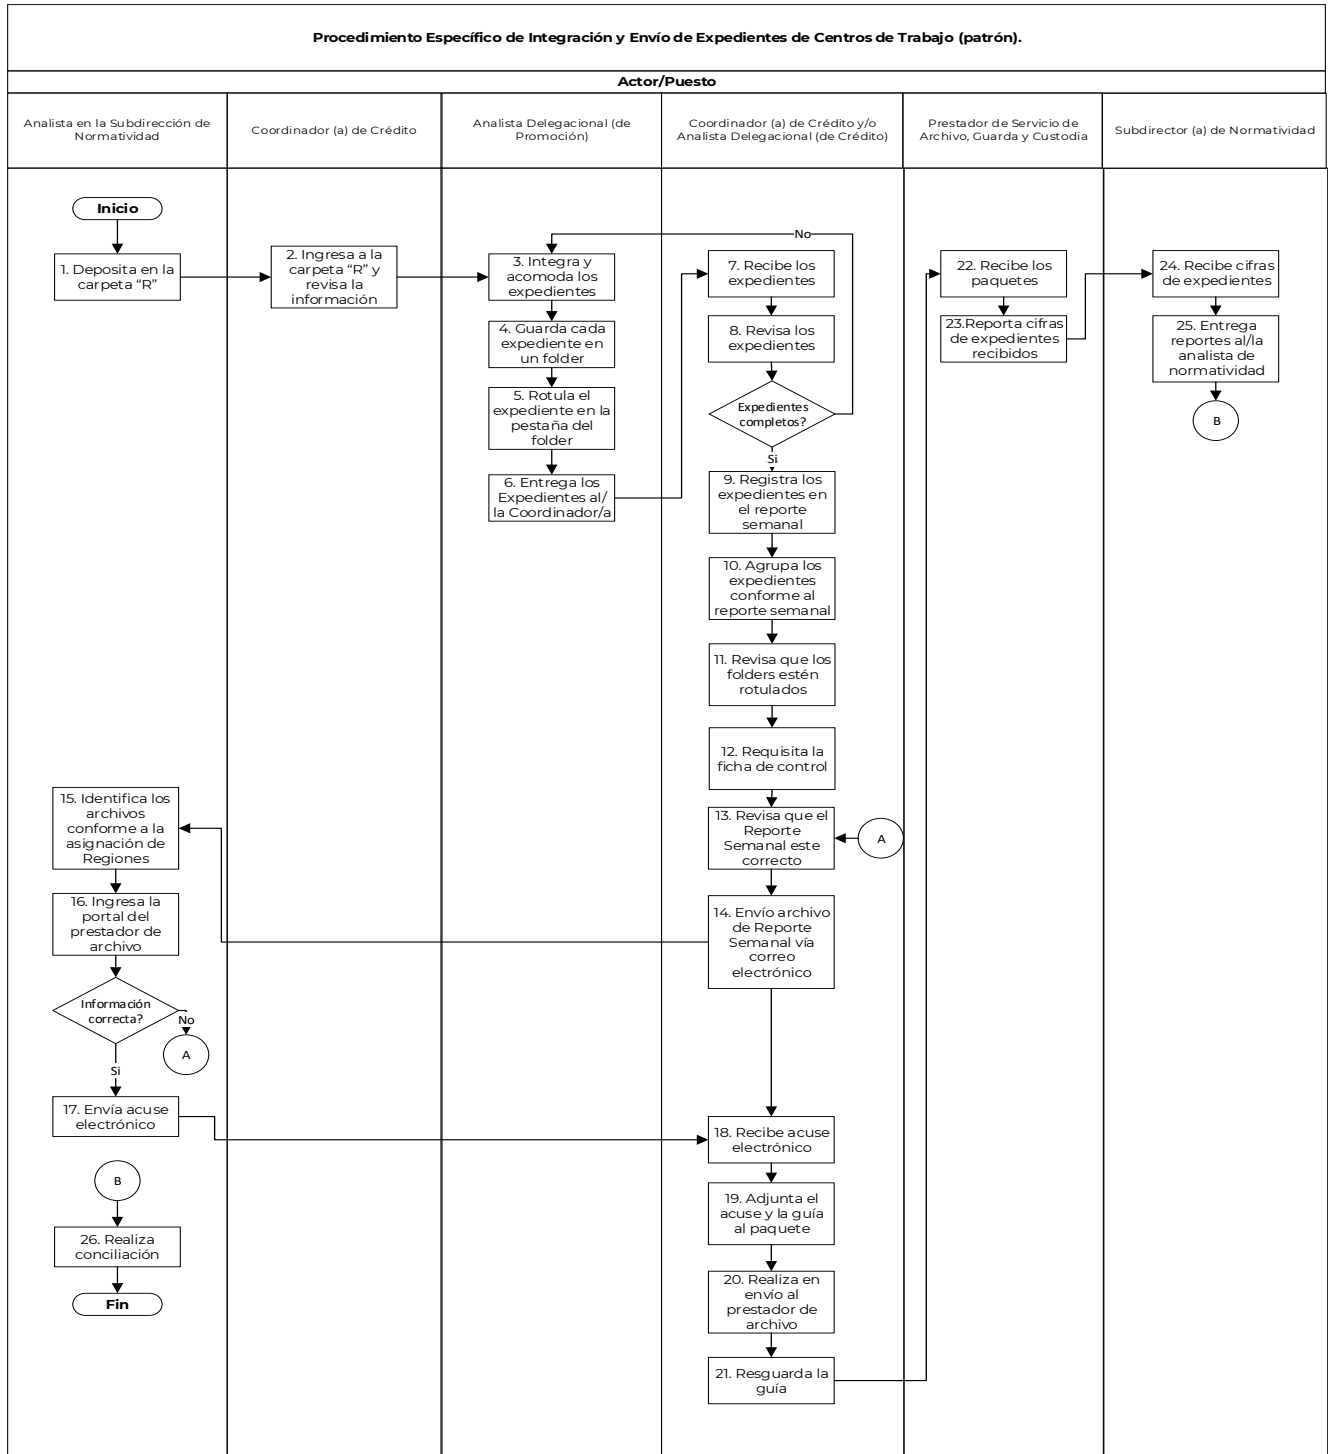 Procedimiento Específico de Integración y Envío de Expedientes de Centros de Trabajo (patrón).
Actor/Puesto
Analista en la Subdirección de
Normatividad
Coordinador (a) de Crédito
Analista Delegacional (de
Promoción)
Coordinador (a) de Crédito y/o
Analista Delegacional (de Crédito)
Prestador de Servicio de
Archivo, Guarda y Custodia
Subdirector (a) de Normatividad
Inicio
1. Deposita en la
carpeta “R”
2. Ingresa a la
carpeta “R” y
revisa la
información
3. Integra y
acomoda los
expedientes
4. Guarda cada
expediente en
un folder
5. Rotula el
expediente en la
pestaña del
folder
6. Entrega los
Expedientes al/
la Coordinador/a
No
7. Recibe los
expedientes
8. Revisa los
expedientes
Expedientes
completos?
Si
9. Registra los
expedientes en
el reporte
semanal
10. Agrupa los
expedientes
conforme al
reporte semanal
11. Revisa que los
folders estén
rotulados
12. Requisita la
ficha de control
13. Revisa que el
Reporte
Semanal este
correcto
A
14. Envío archivo
de Reporte
Semanal vía
correo
electrónico
15. Identifica los
archivos
conforme a la
asignación de
Regiones
16. Ingresa la
portal del
prestador de
archivo
Información
correcta?
No
A
Si
17. Envía acuse
electrónico
18. Recibe acuse
electrónico
19. Adjunta el
acuse y la guía
al paquete
20. Realiza en
envío al
prestador de
archivo
21. Resguarda la
guía
22. Recibe los
paquetes
23.Reporta cifras
de expedientes
recibidos
24. Recibe cifras
de expedientes
25. Entrega
reportes al/la
analista de
normatividad
B
B
26. Realiza
conciliación
Fin